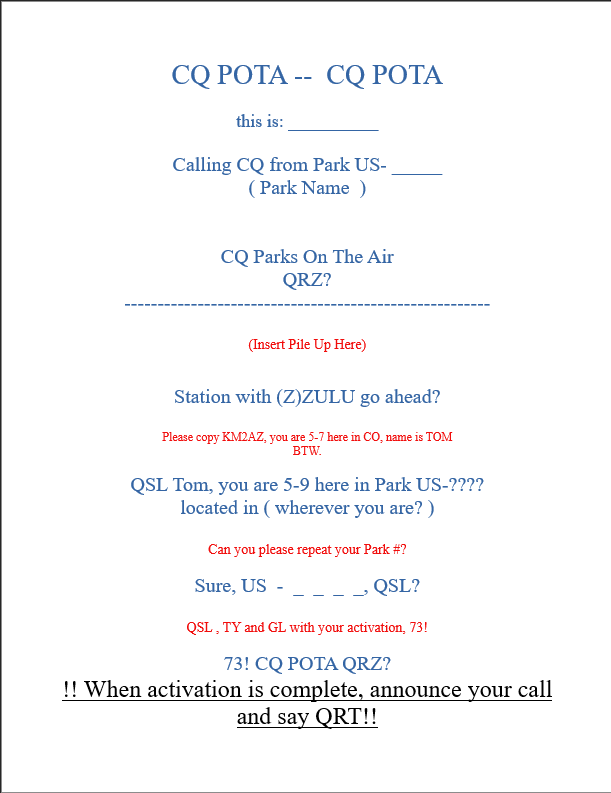 CQ POTA --  CQ POTA
this is: __________
Calling CQ from Park US- _____
( Park Name  )
CQ Parks On The Air
QRZ?
-------------------------------------------------------
(Insert Pile Up Here)
Station with (Z)ZULU go ahead?
Please copy KM2AZ, you are 5-7 here in CO, name is TOM
BTW.
QSL Tom, you are 5-9 here in Park US-????
located in ( wherever you are? )
Can you please repeat your Park #?
Sure, US  -  _  _  _  _, QSL?
QSL , TY and GL with your activation, 73!
73! CQ POTA QRZ?
!! When activation is complete, announce your call
and say QRT!!